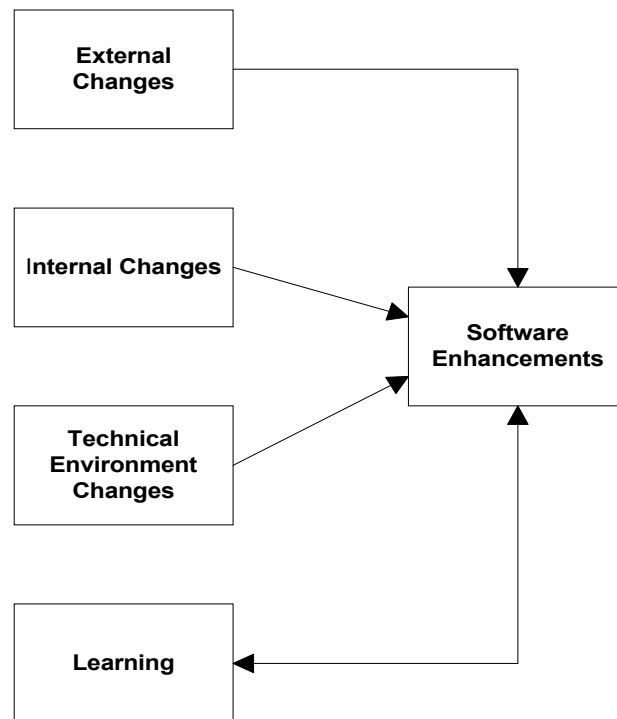 External
Changes
Internal Changes
Software
Enhancements
Technical
Environment
Changes
Learning